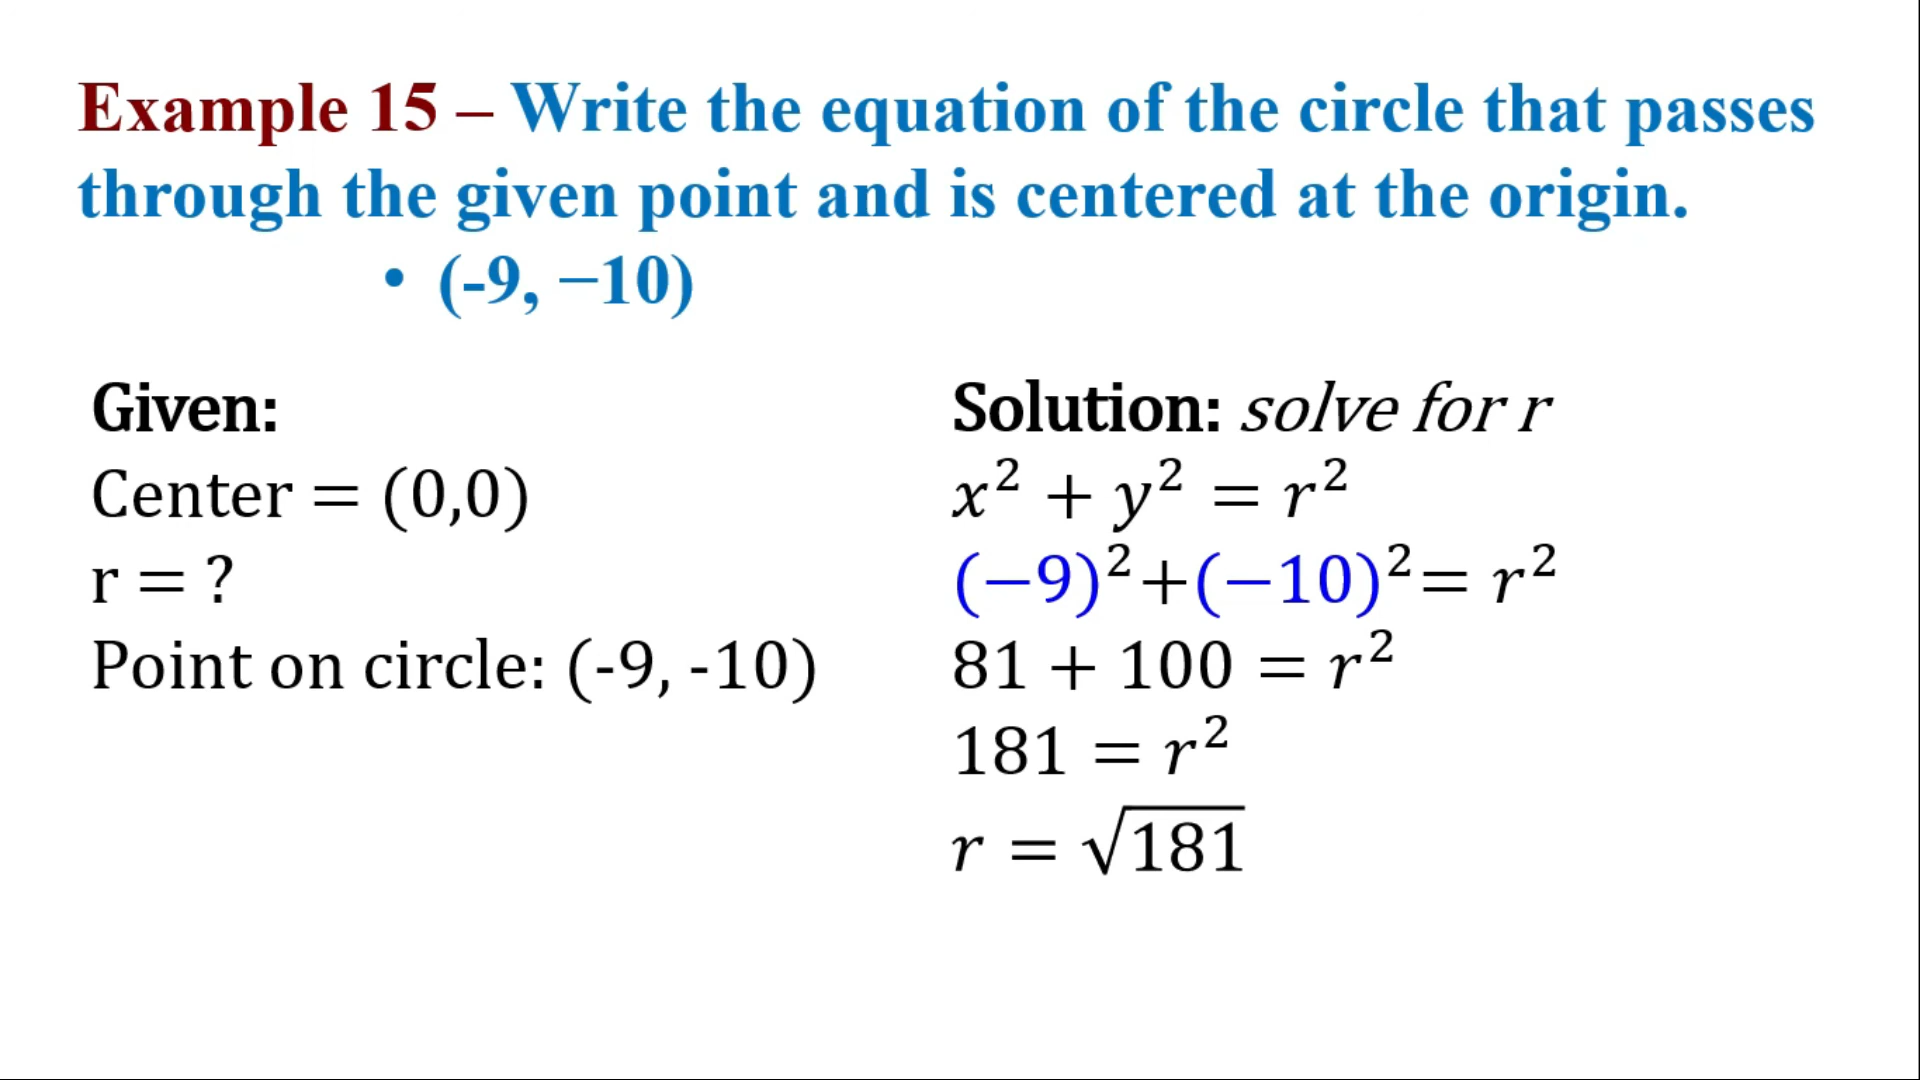 Example 15 – Write the equation of the circle that passes
through the given point and is centered at the origin.
• (-9, −10)
Given:
Center = (0,0)
r = ?
Point on circle: (-9, -10)
Solution: solve for r
x² + y² = r²
(−9)²+(−10)²= r²
81 + 100 = r²
181 = r²
r = √181